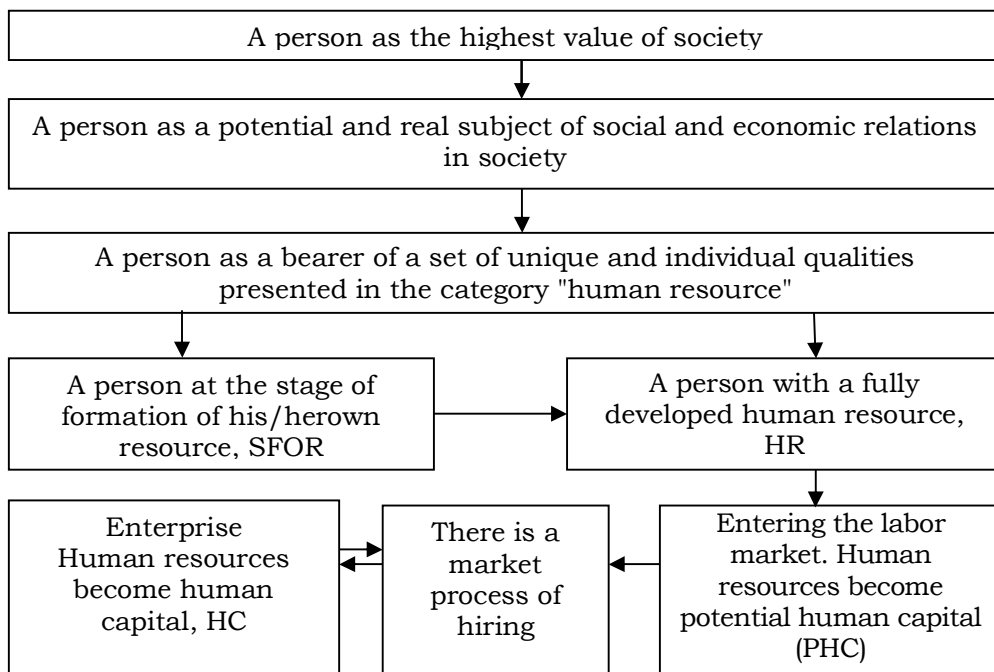 A person as the highest value of society
A person as a potential and real subject of social and economic relations
in society
A person as a bearer of a set of unique and individual qualities
presented in the category "human resource"
A person at the stage of
formation of his/herown
resource, SFOR
A person with a fully
developed human resource,
HR
Enterprise
Human resources
become human
capital, HC
There is a
market
process of
hiring
Entering the labor
market. Human
resources become
potential human capital
(PHC)